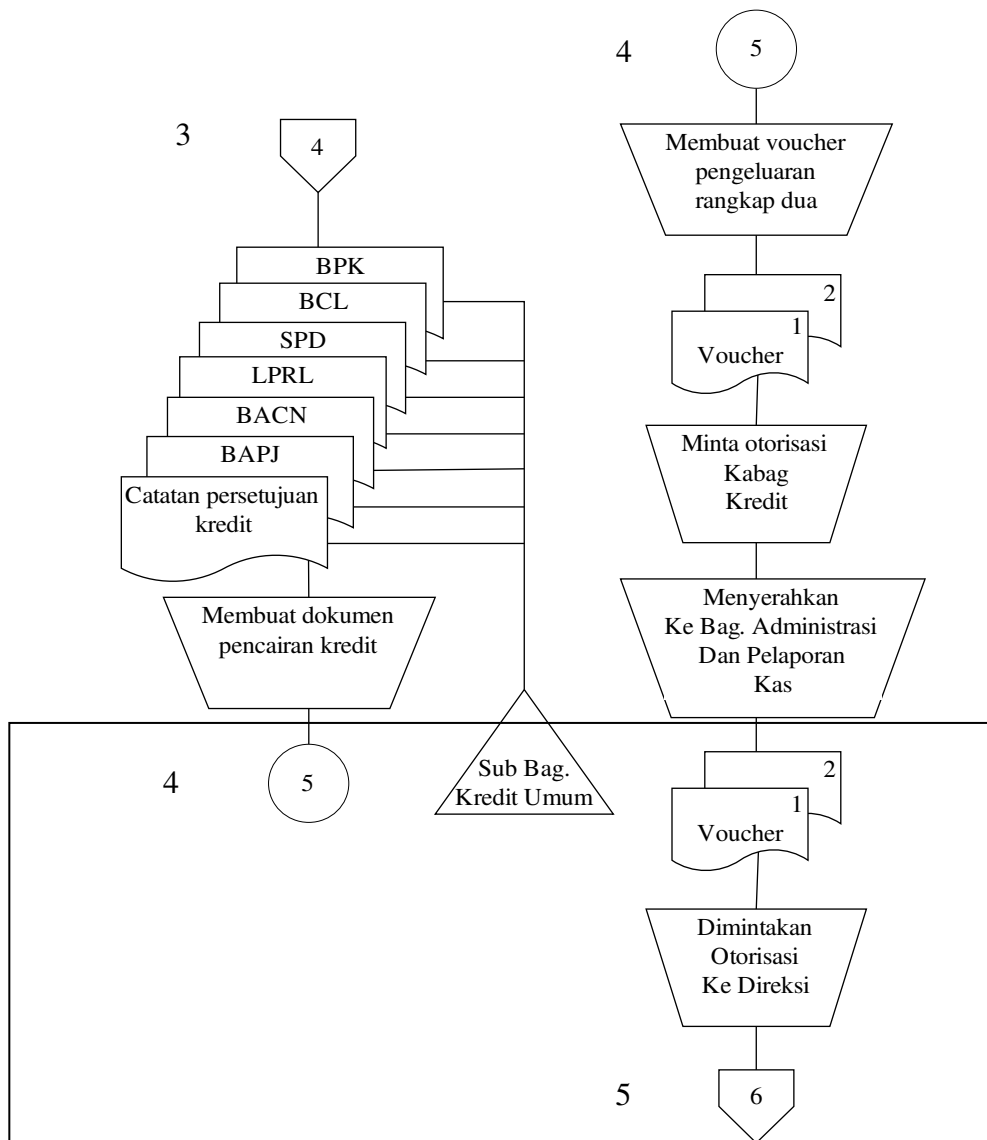 3
4
BPK
BCL
SPD
LPRL
BACN
BAPJ
Catatan persetujuan
kredit
Membuat dokumen
pencairan kredit
4
5
Sub Bag.
Kredit Umum
4
5
Membuat voucher
pengeluaran
rangkap dua
2
1
Voucher
Minta otorisasi
Kabag
Kredit
Menyerahkan
Ke Bag. Administrasi
Dan Pelaporan
Kas
2
1
Voucher
Dimintakan
Otorisasi
Ke Direksi
5
6